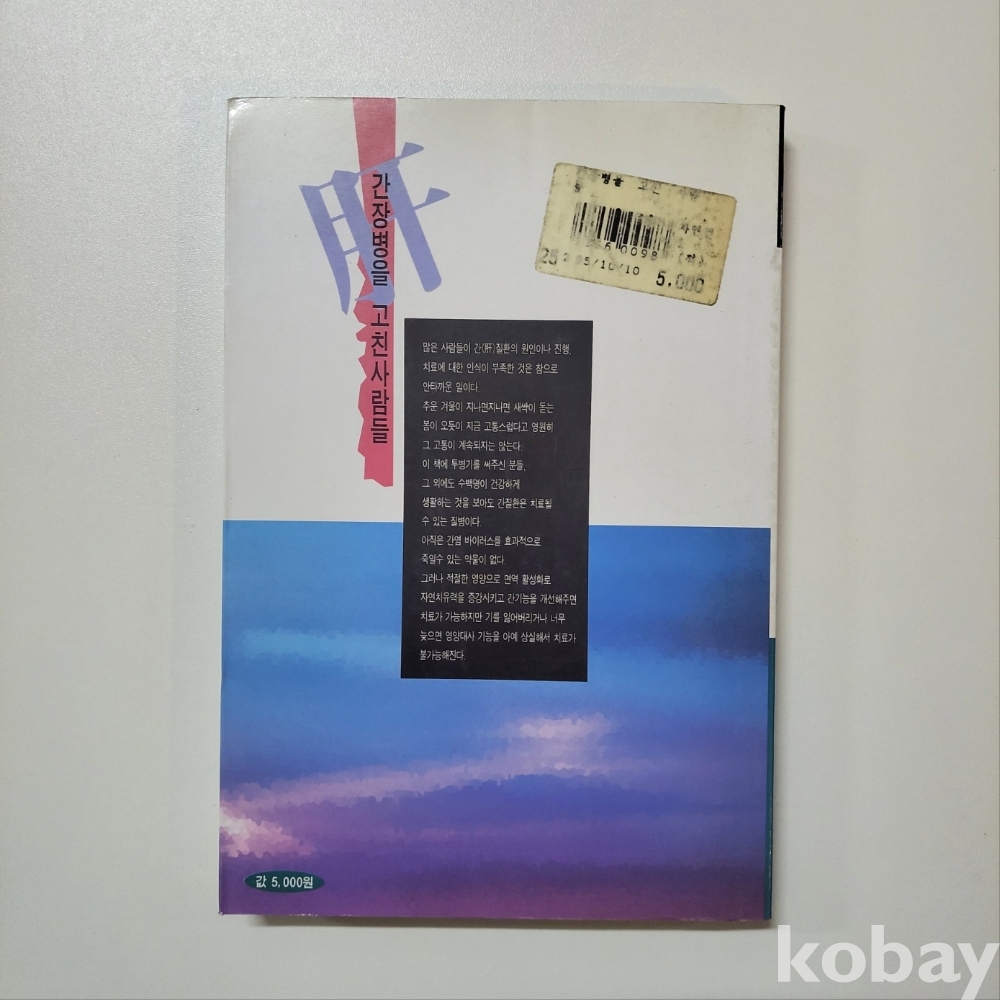 肝
간장병을 고친사람들
병을 고친
자연
6 0098
5/10/10
5.000
많은 사람들이 간(肝)질환의 원인이나 진행,
치료에 대한 인식이 부족한 것은 참으로
안타까운 일이다.
추운 겨울이 지나면지나면 새싹이 돋는
봄이 오듯이 지금 고통스럽다고 영원히
그 고통이 계속되지는 않는다.
이 책에 투병기를 써주신 분들,
그 외에도 수백명이 건강하게
생활하는 것을 보아도 간질환은 치료될
수 있는 질병이다.
아직은 간염 바이러스를 효과적으로
죽일수 있는 약물이 없다.
그러나 적절한 영양으로 면역 활성화로
자연치유력을 증강시키고 간기능을 개선해주면
치료가 가능하지만 기를 잃어버리거나 너무
늦으면 영양대사 기능을 아예 상실해서 치료가
불가능해진다.
값 5,000원
kobay